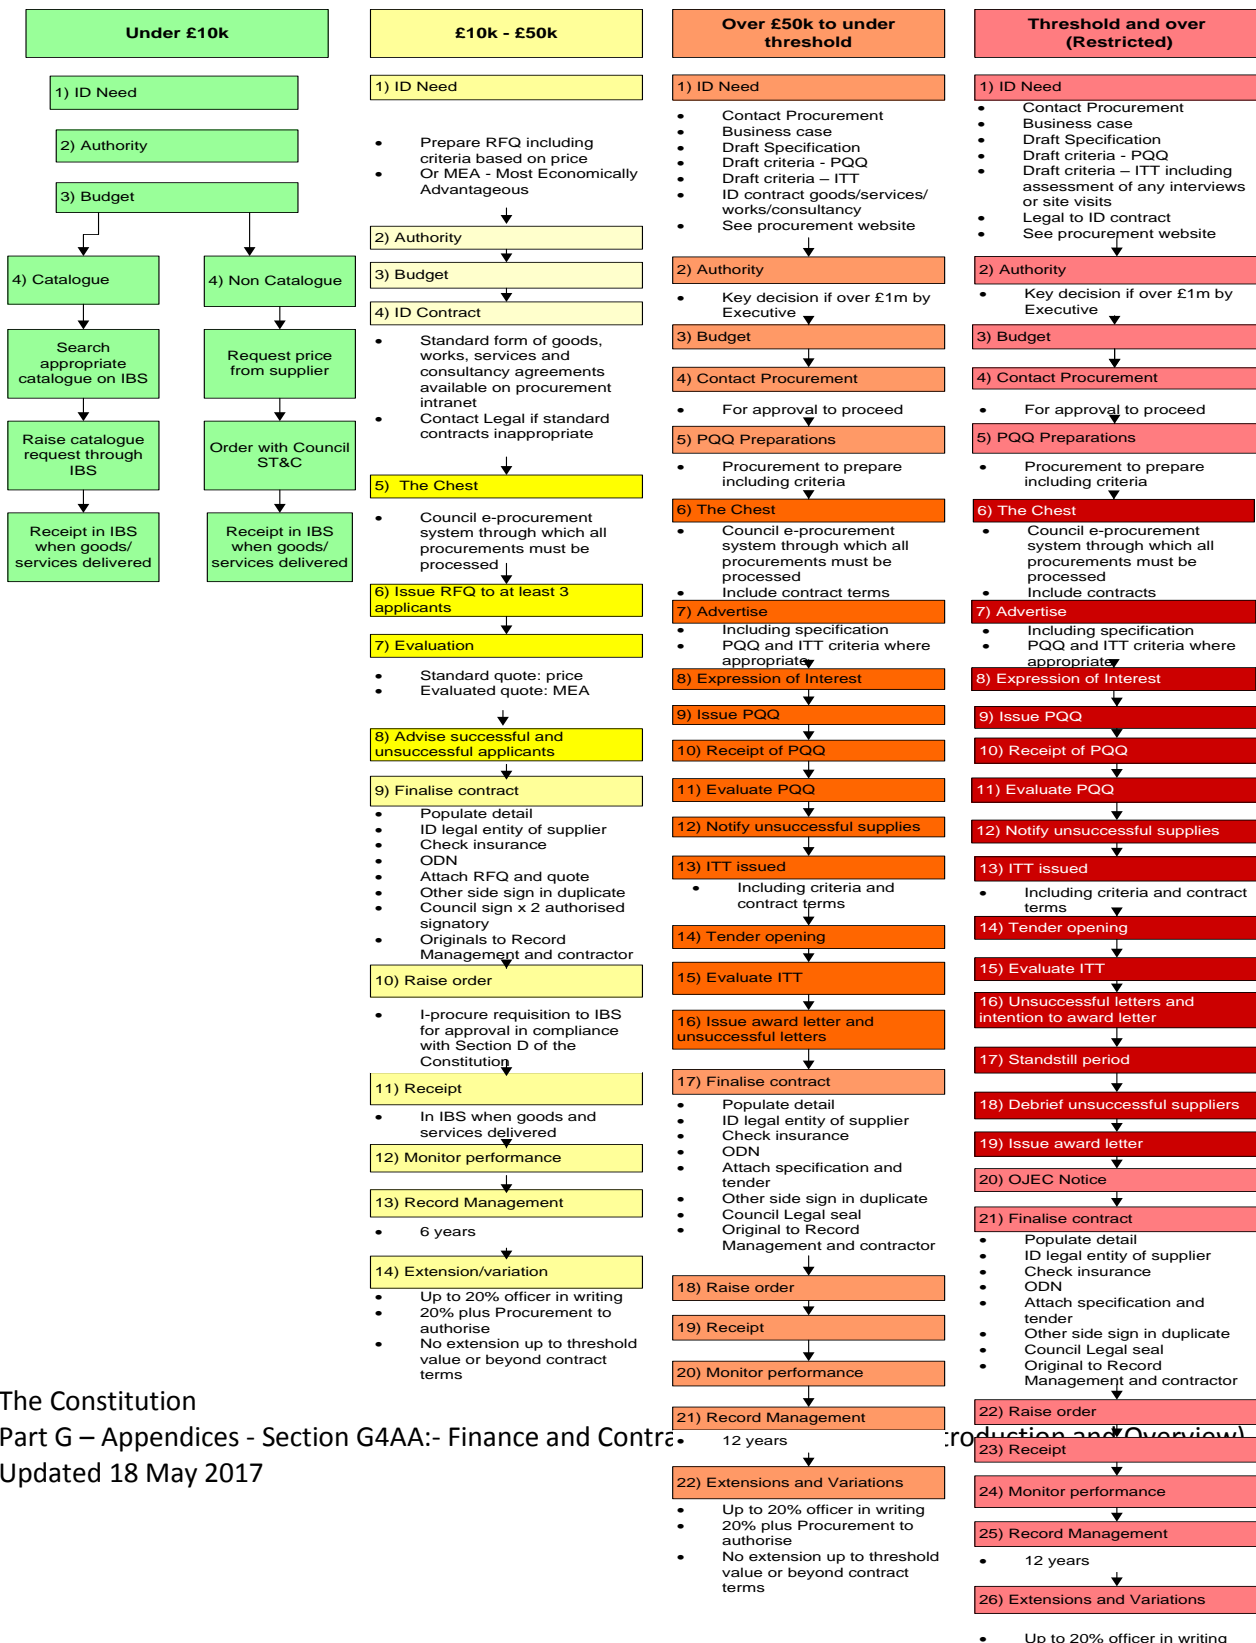 Under £10k
1) ID Need
2) Authority
3) Budget
4) Catalogue
4) Non Catalogue
Search
appropriate
catalogue on IBS
Request price
from supplier
Raise catalogue
request through
IBS
Order with Council
ST&C
Receipt in IBS
when goods/
services delivered
Receipt in IBS
when goods/
services delivered
£10k - £50k
1) ID Need
• Prepare RFQ including
criteria based on price
• Or MEA - Most Economically
Advantageous
2) Authority
3) Budget
4) ID Contract
• Standard form of goods,
works, services and
consultancy agreements
available on procurement
intranet
• Contact Legal if standard
contracts inappropriate
5) The Chest
• Council e-procurement
system through which all
procurements must be
processed
6) Issue RFQ to at least 3
applicants
7) Evaluation
• Standard quote: price
• Evaluated quote: MEA
8) Advise successful and
unsuccessful applicants
9) Finalise contract
• Populate detail
• ID legal entity of supplier
• Check insurance
• ODN
• Attach RFQ and quote
• Other side sign in duplicate
• Council sign x 2 authorised
signatory
• Originals to Record
Management and contractor
10) Raise order
• I-procure requisition to IBS
for approval in compliance
with Section D of the
Constitution
11) Receipt
• In IBS when goods and
services delivered
12) Monitor performance
13) Record Management
• 6 years
14) Extension/variation
• Up to 20% officer in writing
• 20% plus Procurement to
authorise
• No extension up to threshold
value or beyond contract
terms
Over £50k to under
threshold
1) ID Need
• Contact Procurement
• Business case
• Draft Specification
• Draft criteria - PQQ
• Draft criteria – ITT
• ID contract goods/services/
works/consultancy
• See procurement website
2) Authority
• Key decision if over £1m by
Executive
3) Budget
4) Contact Procurement
• For approval to proceed
5) PQQ Preparations
• Procurement to prepare
including criteria
6) The Chest
• Council e-procurement
system through which all
procurements must be
processed
• Include contract terms
7) Advertise
• Including specification
• PQQ and ITT criteria where
appropriate
8) Expression of Interest
9) Issue PQQ
10) Receipt of PQQ
11) Evaluate PQQ
12) Notify unsuccessful supplies
13) ITT issued
• Including criteria and
contract terms
14) Tender opening
15) Evaluate ITT
16) Issue award letter and
unsuccessful letters
17) Finalise contract
• Populate detail
• ID legal entity of supplier
• Check insurance
• ODN
• Attach specification and
tender
• Other side sign in duplicate
• Council Legal seal
• Original to Record
Management and contractor
18) Raise order
19) Receipt
20) Monitor performance
21) Record Management
• 12 years
22) Extensions and Variations
• Up to 20% officer in writing
• 20% plus Procurement to
authorise
• No extension up to threshold
value or beyond contract
terms
Threshold and over
(Restricted)
1) ID Need
• Contact Procurement
• Business case
• Draft Specification
• Draft criteria - PQQ
• Draft criteria – ITT including
assessment of any interviews
or site visits
• Legal to ID contract
• See procurement website
2) Authority
• Key decision if over £1m by
Executive
3) Budget
4) Contact Procurement
• For approval to proceed
5) PQQ Preparations
• Procurement to prepare
including criteria
6) The Chest
• Council e-procurement
system through which all
procurements must be
processed
• Include contracts
7) Advertise
• Including specification
• PQQ and ITT criteria where
appropriate
8) Expression of Interest
9) Issue PQQ
10) Receipt of PQQ
11) Evaluate PQQ
12) Notify unsuccessful supplies
13) ITT issued
• Including criteria and contract
terms
14) Tender opening
15) Evaluate ITT
16) Unsuccessful letters and
intention to award letter
17) Standstill period
18) Debrief unsuccessful suppliers
19) Issue award letter
20) OJEC Notice
21) Finalise contract
• Populate detail
• ID legal entity of supplier
• Check insurance
• ODN
• Attach specification and
tender
• Other side sign in duplicate
• Council Legal seal
• Original to Record
Management and contractor
22) Raise order
23) Receipt
24) Monitor performance
25) Record Management
• 12 years
26) Extensions and Variations
• Up to 20% officer in writing
The Constitution
Part G – Appendices - Section G4AA:- Finance and Contra troduction and Overview)
Updated 18 May 2017